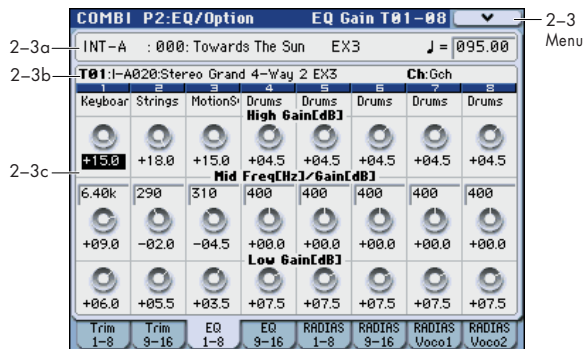 COMBI P2:EQ/Option EQ Gain T01-08
2–3
Menu
2–3a
INT-A :000:Towards The Sun EX3 ♩= 095.00
2–3b
T01:I-A020:Stereo Grand 4-Way 2 EX3 Ch:Gch
1 2 3 4 5 6 7 8
Keyboar Strings MotionS Drums Drums Drums Drums Drums
High Gain[dB]
+15.0 +18.0 +15.0 +04.5 +04.5 +04.5 +04.5 +04.5
2–3c
Mid Freq[Hz]/Gain[dB]
6.40k 290 310 400 400 400 400 400
+09.0 -02.0 -04.5 +00.0 +00.0 +00.0 +00.0 +00.0
Low Gain[dB]
+06.0 +05.5 +03.5 +07.5 +07.5 +07.5 +07.5 +07.5
Trim Trim EQ EQ RADIAS RADIAS RADIAS RADIAS
1-8 9-16 1-8 9-16 1-8 9-16 Voco1 Voco2